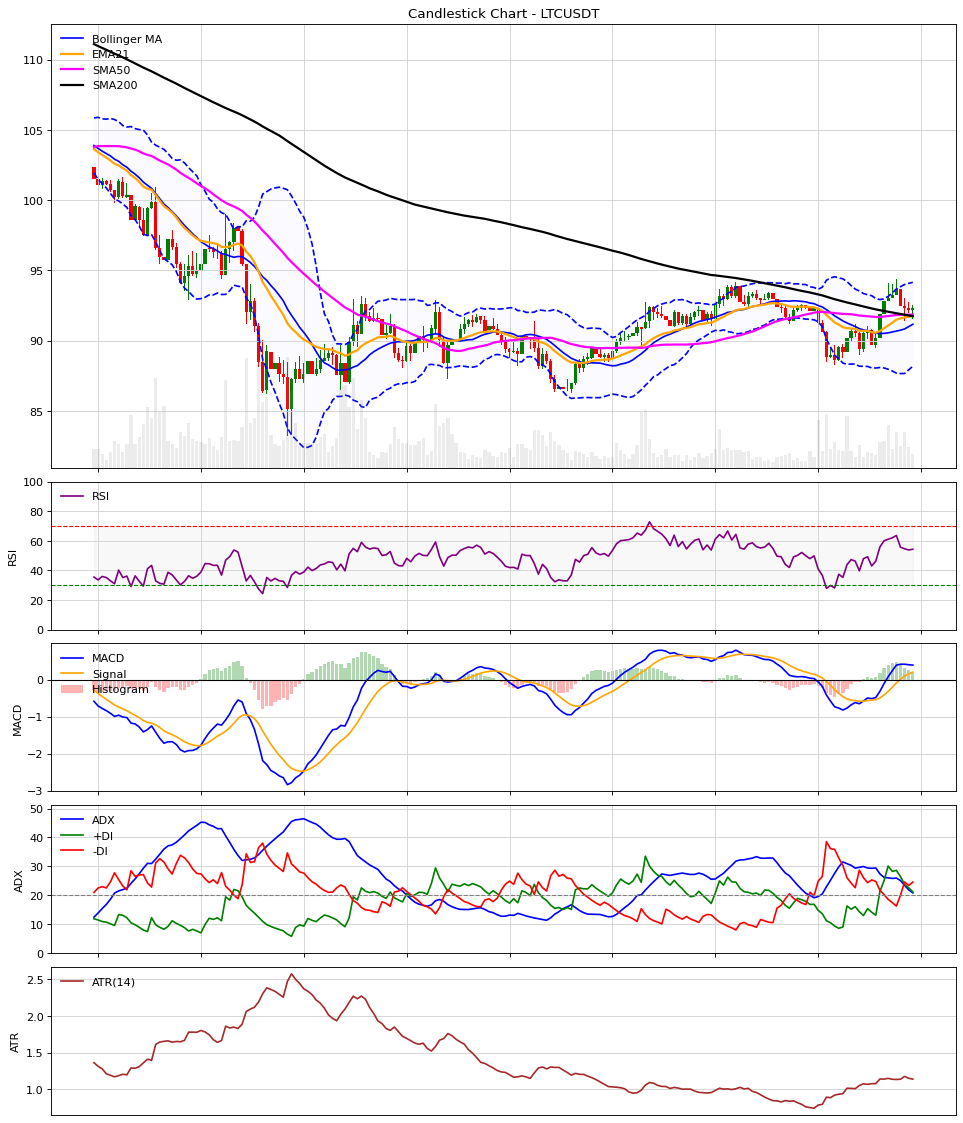 Candlestick Chart - LTCUSDT
Bollinger MA
EMA21
SMA50
SMA200
110
105
100
95
90
85
RSI
100
80
60
40
20
0
RSI
MACD
Signal
Histogram
0
−1
−2
−3
MACD
ADX
+DI
-DI
50
40
30
20
10
0
ADX
ATR(14)
2.5
2.0
1.5
1.0
ATR